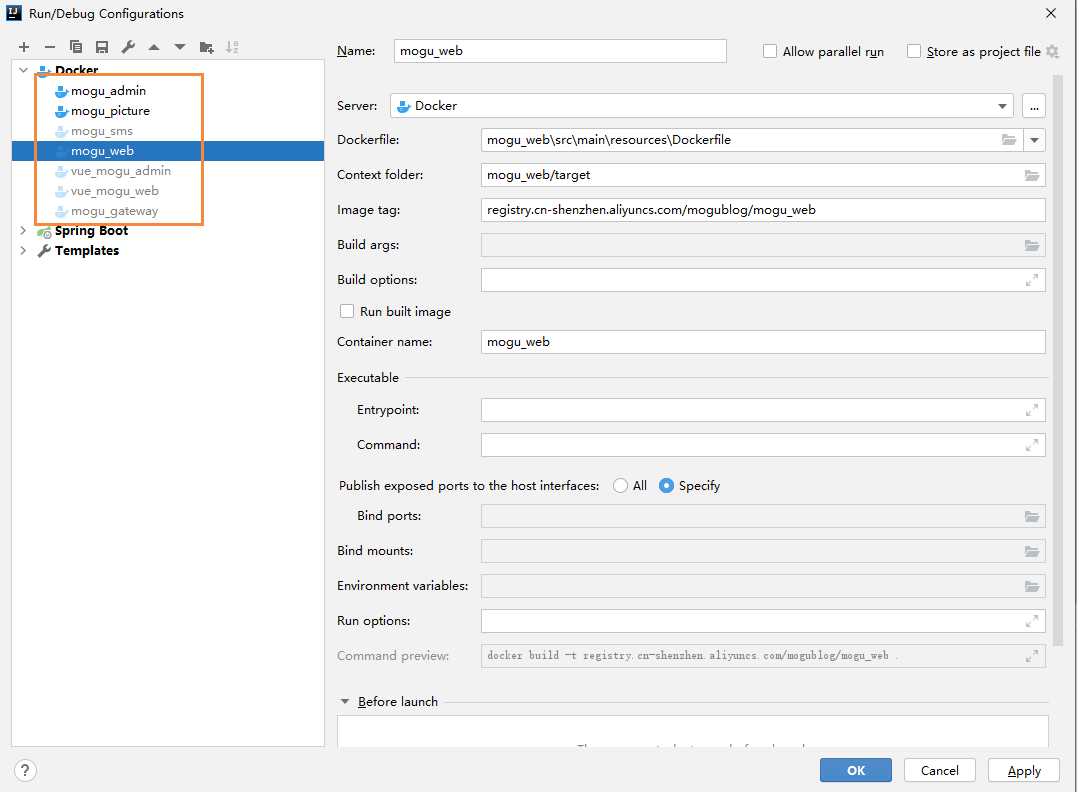 IJ Run/Debug Configurations
Docker
mogu_admin
mogu_picture
mogu_sms
mogu_web
vue_mogu_admin
vue_mogu_web
mogu_gateway
Spring Boot
Templates
Name: mogu_web Allow parallel run Store as project file
Server: Docker ...
Dockerfile: mogu_web\src\main\resources\Dockerfile
Context folder: mogu_web/target
Image tag: registry.cn-shenzhen.aliyuncs.com/mogublog/mogu_web
Build args:
Build options:
Run built image
Container name: mogu_web
Executable
Entrypoint:
Command:
Publish exposed ports to the host interfaces: All Specify
Bind ports:
Bind mounts:
Environment variables:
Run options:
Command preview: docker build -t registry.cn-shenzhen.aliyuncs.com/mogublog/mogu_web .
Before launch
? OK Cancel Apply